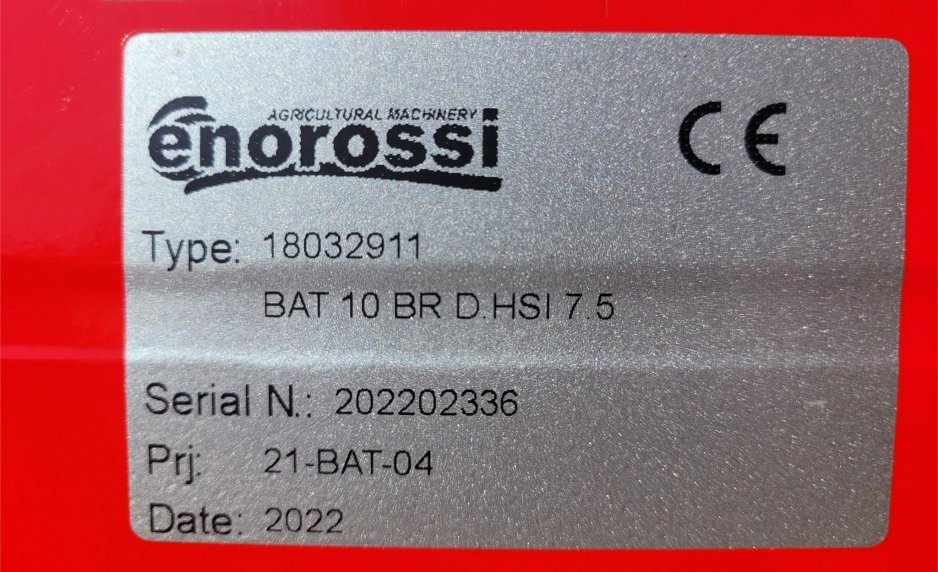 AGRICULTURAL MACHINERY
enorossi
CE
Type: 18032911
BAT 10 BR D.HSI 7.5
Serial N.: 202202336
Prj: 21-BAT-04
Date: 2022